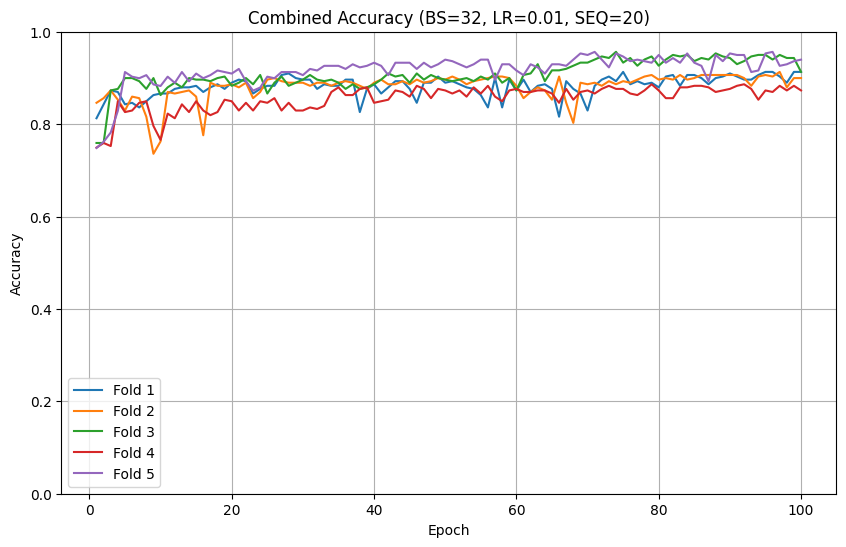 Combined Accuracy (BS=32, LR=0.01, SEQ=20)
1.0
0.8
0.6
0.4
0.2
0.0
Accuracy
Fold 1
Fold 2
Fold 3
Fold 4
Fold 5
0 20 40 60 80 100
Epoch